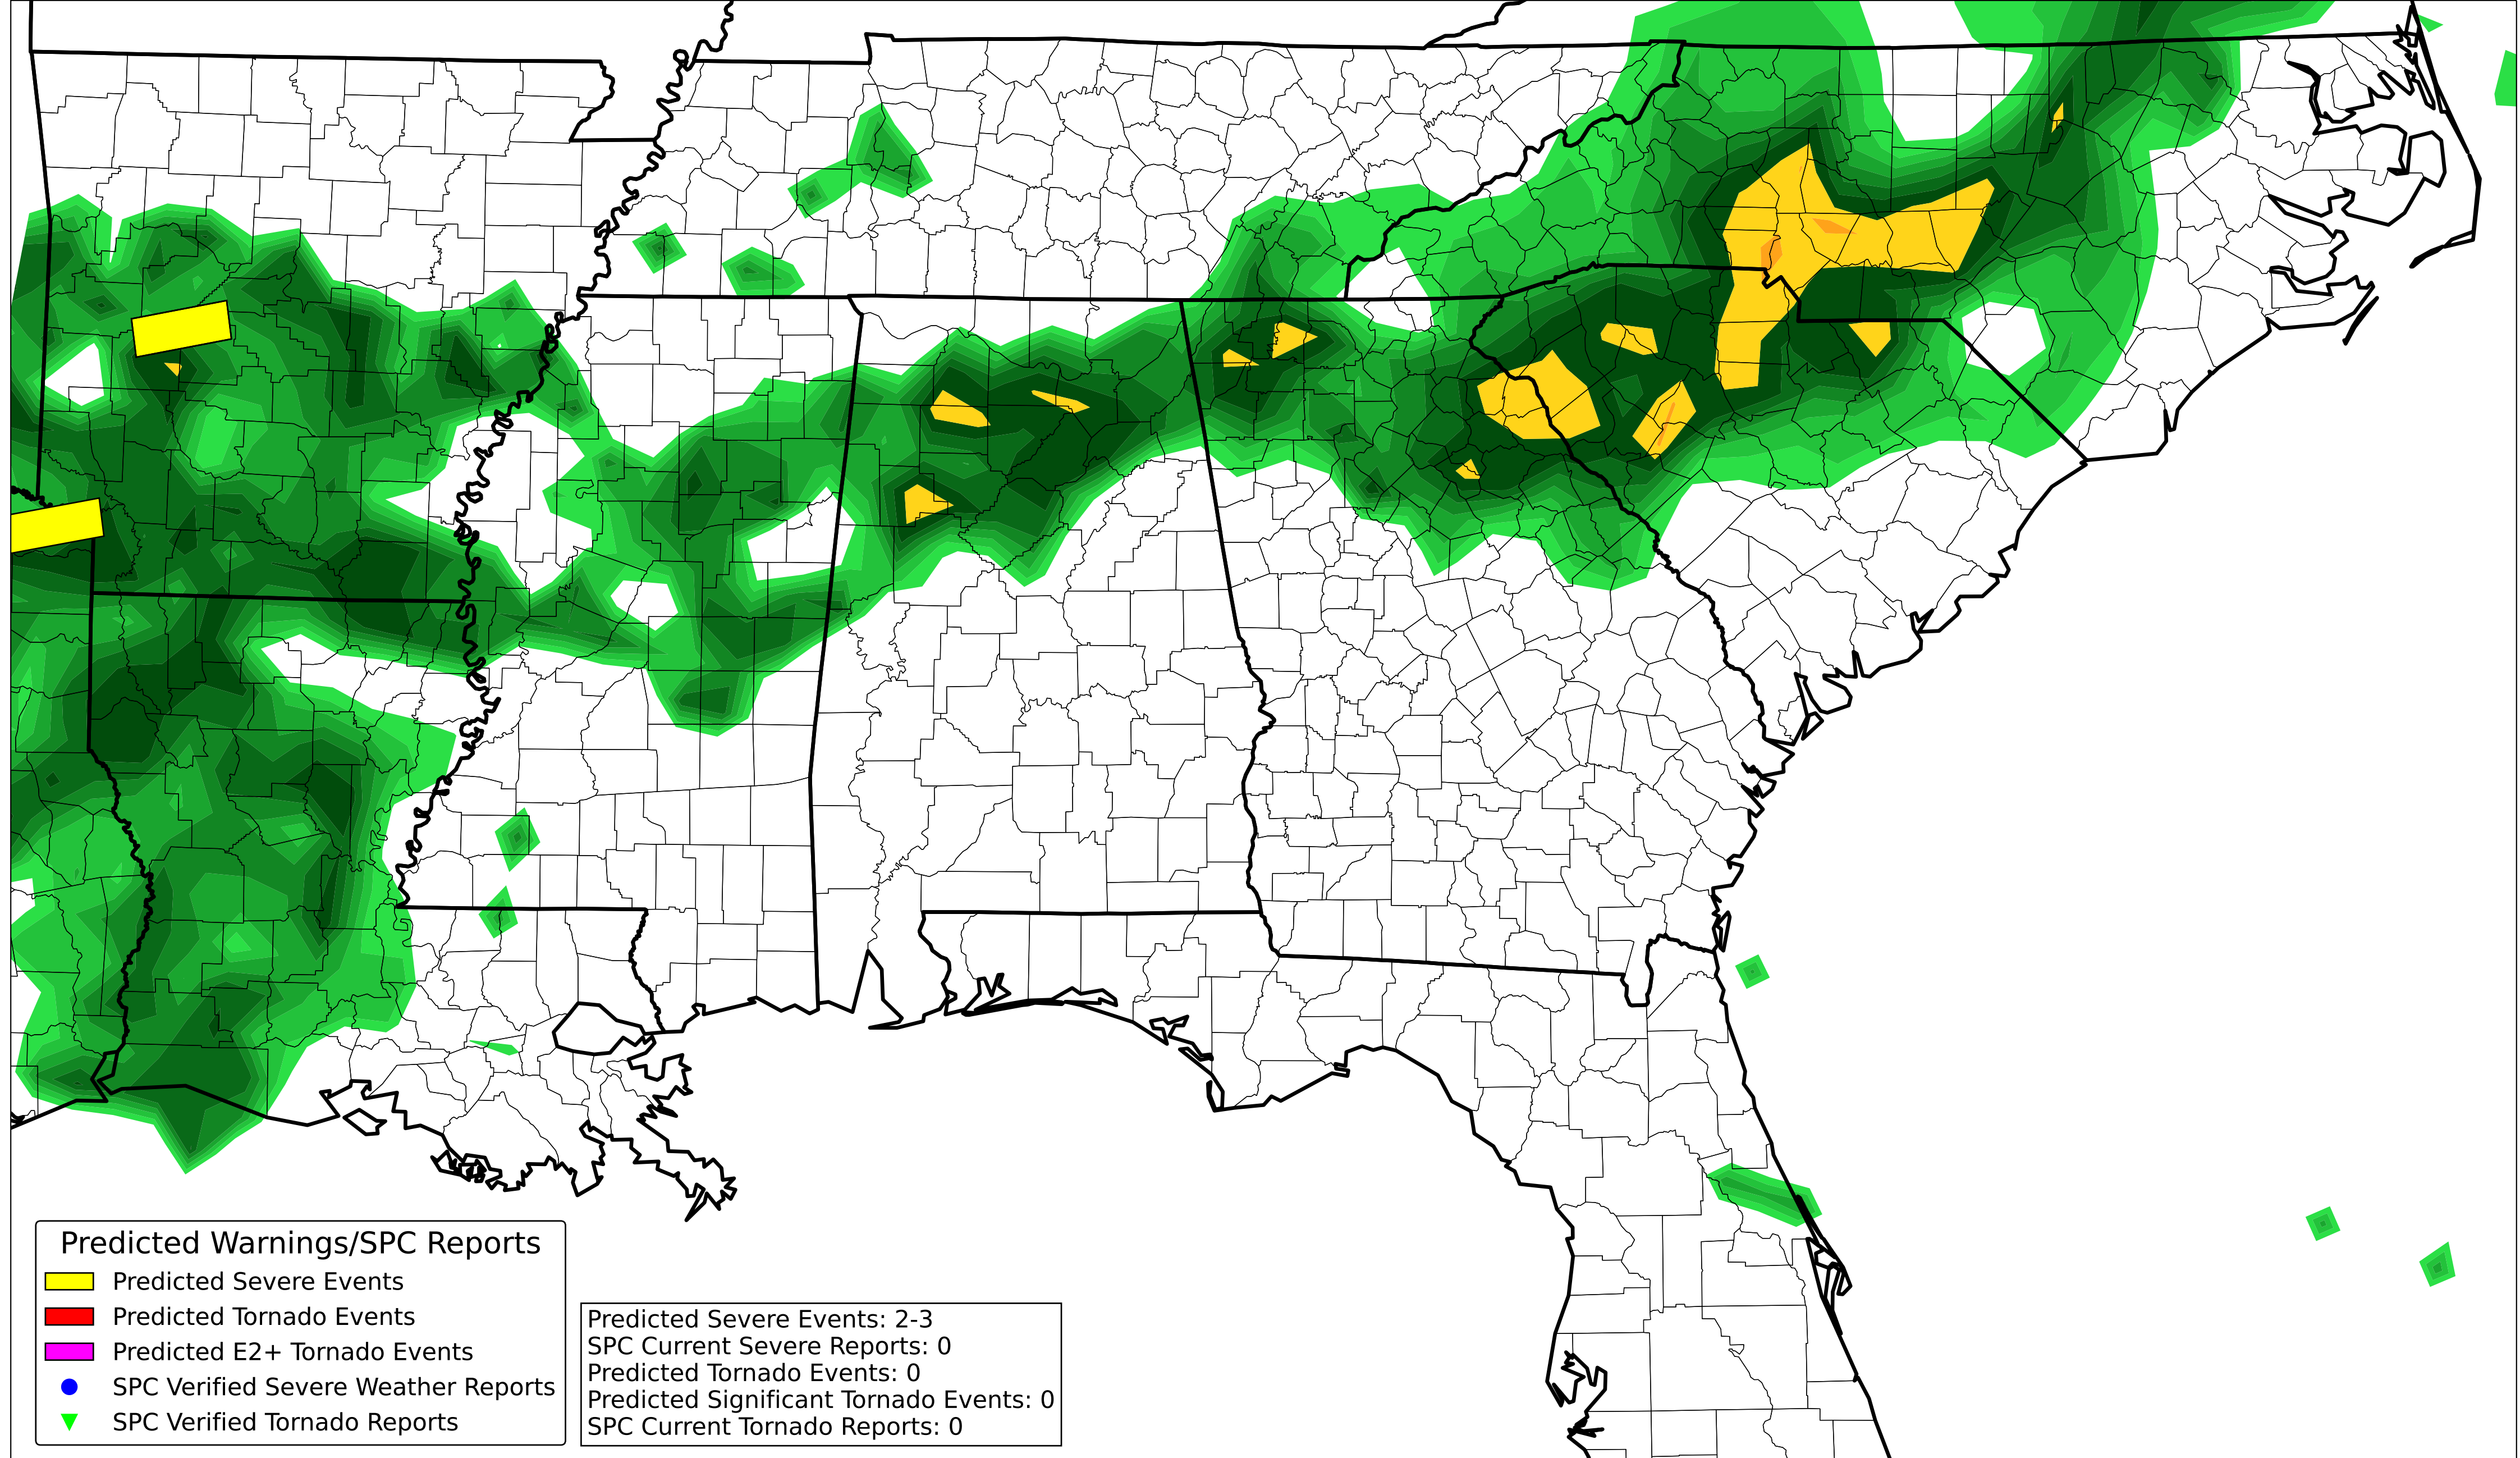 Predicted Warnings/SPC Reports
Predicted Severe Events
Predicted Tornado Events
Predicted E2+ Tornado Events
SPC Verified Severe Weather Reports
SPC Verified Tornado Reports
Predicted Severe Events: 2-3
SPC Current Severe Reports: 0
Predicted Tornado Events: 0
Predicted Significant Tornado Events: 0
SPC Current Tornado Reports: 0